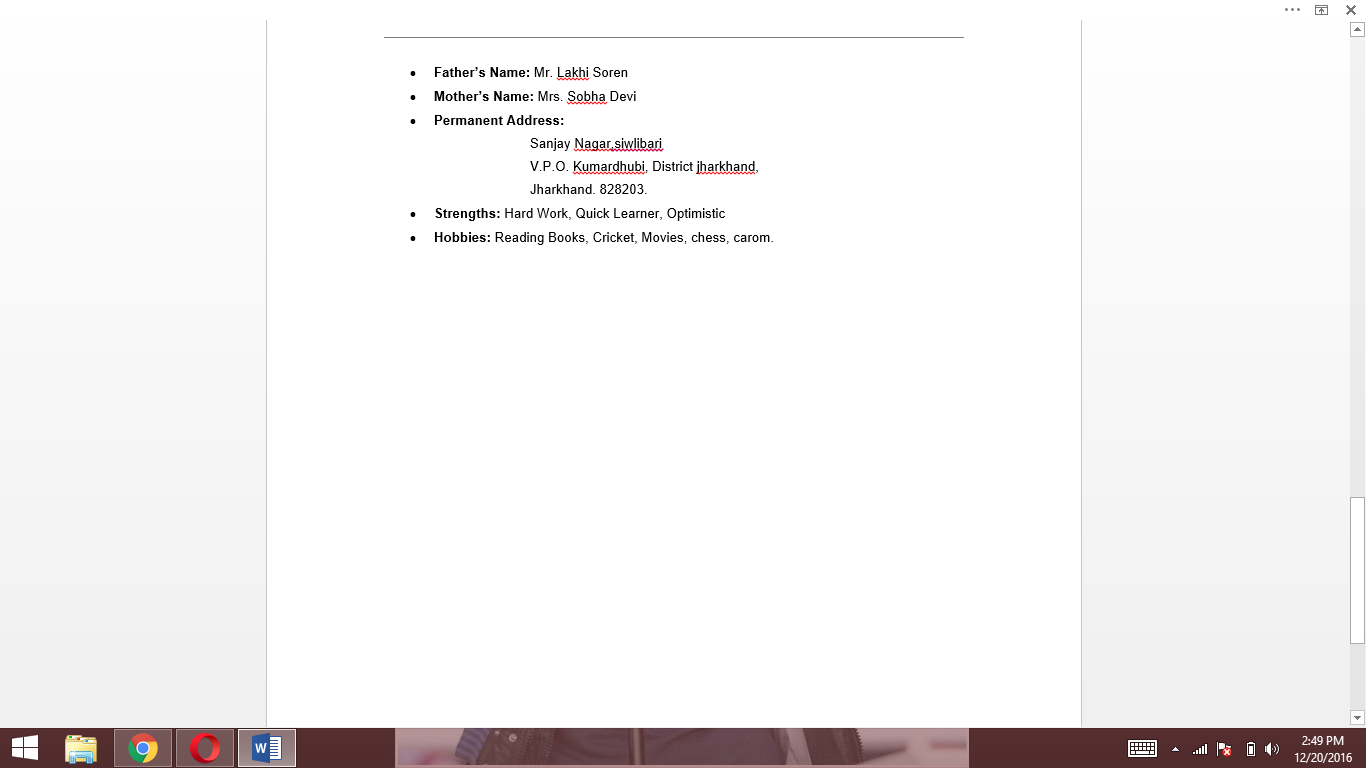 Father's Name: Mr. Lakhi Soren
Mother's Name: Mrs. Sobha Devi
Permanent Address:
Sanjay Nagar,siwlibari
V.P.O. Kumardhubi, District jharkhand,
Jharkhand. 828203.
Strengths: Hard Work, Quick Learner, Optimistic
Hobbies: Reading Books, Cricket, Movies, chess, carom.
2:49 PM
12/20/2016